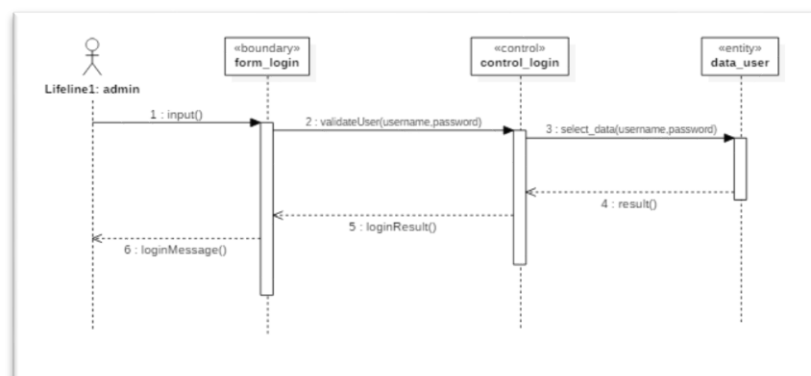 «boundary»
form_login
«control»
control_login
«entity»
data_user
Lifeline1: admin
1 : input()
2 : validateUser(username,password)
3 : select_data(username,password)
4 : result()
5 : loginResult()
6 : loginMessage()